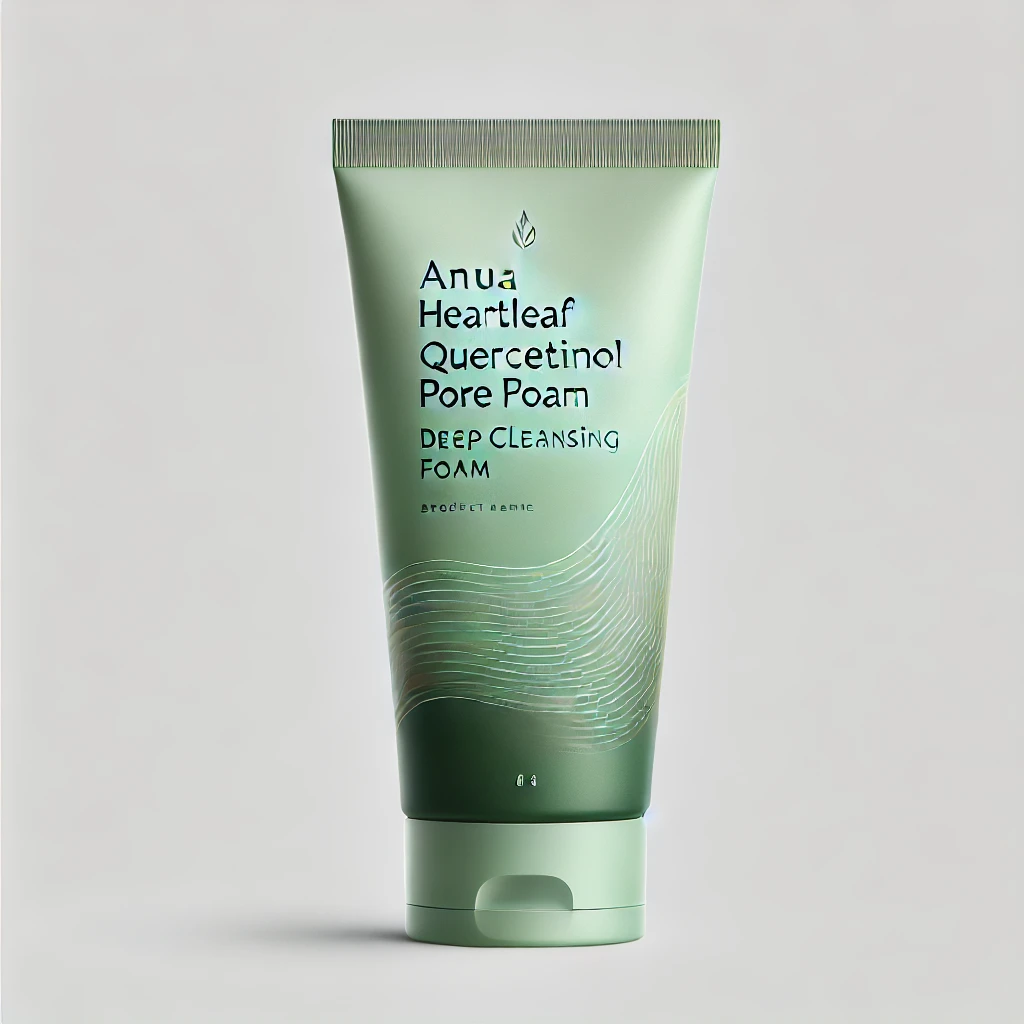 Anua
Heartleaf
Quercetinol
Pore Poam
DEEP CLEANSING
FOAM